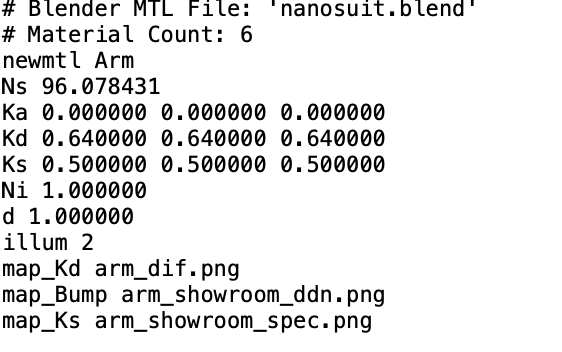 # Blender MTL File: 'nanosuit.blend'
# Material Count: 6
newmtl Arm
Ns 96.078431
Ka 0.000000 0.000000 0.000000
Kd 0.640000 0.640000 0.640000
Ks 0.500000 0.500000 0.500000
Ni 1.000000
d 1.000000
illum 2
map_Kd arm_dif.png
map_Bump arm_showroom_ddn.png
map_Ks arm_showroom_spec.png